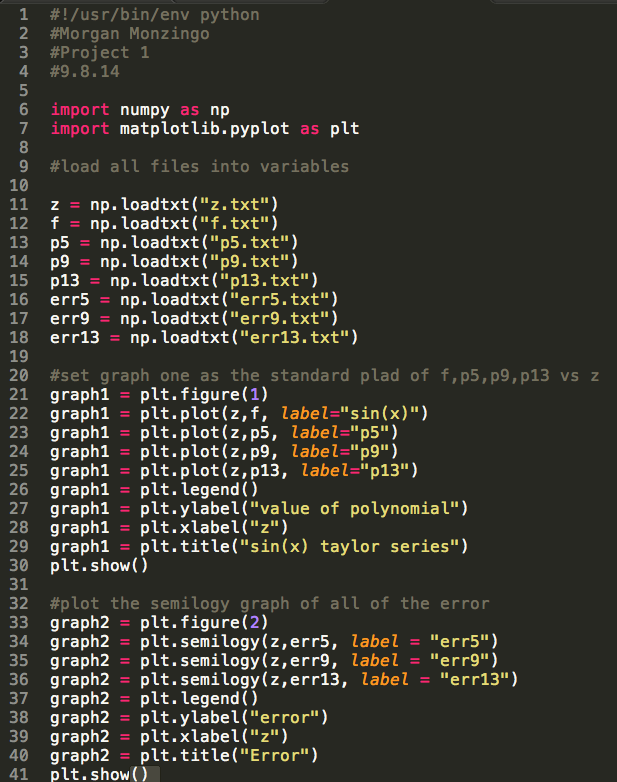 1 #!/usr/bin/env python
2 #Morgan Monzingo
3 #Project 1
4 #9.8.14
5
6 import numpy as np
7 import matplotlib.pyplot as plt
8
9 #load all files into variables
10
11 z = np.loadtxt("z.txt")
12 f = np.loadtxt("f.txt")
13 p5 = np.loadtxt("p5.txt")
14 p9 = np.loadtxt("p9.txt")
15 p13 = np.loadtxt("p13.txt")
16 err5 = np.loadtxt("err5.txt")
17 err9 = np.loadtxt("err9.txt")
18 err13 = np.loadtxt("err13.txt")
19
20 #set graph one as the standard plad of f,p5,p9,p13 vs z
21 graph1 = plt.figure(1)
22 graph1 = plt.plot(z,f, label="sin(x)")
23 graph1 = plt.plot(z,p5, label="p5")
24 graph1 = plt.plot(z,p9, label="p9")
25 graph1 = plt.plot(z,p13, label="p13")
26 graph1 = plt.legend()
27 graph1 = plt.ylabel("value of polynomial")
28 graph1 = plt.xlabel("z")
29 graph1 = plt.title("sin(x) taylor series")
30 plt.show()
31
32 #plot the semilogy graph of all of the error
33 graph2 = plt.figure(2)
34 graph2 = plt.semilogy(z,err5, label = "err5")
35 graph2 = plt.semilogy(z,err9, label = "err9")
36 graph2 = plt.semilogy(z,err13, label = "err13")
37 graph2 = plt.legend()
38 graph2 = plt.ylabel("error")
39 graph2 = plt.xlabel("z")
40 graph2 = plt.title("Error")
41 plt.show()